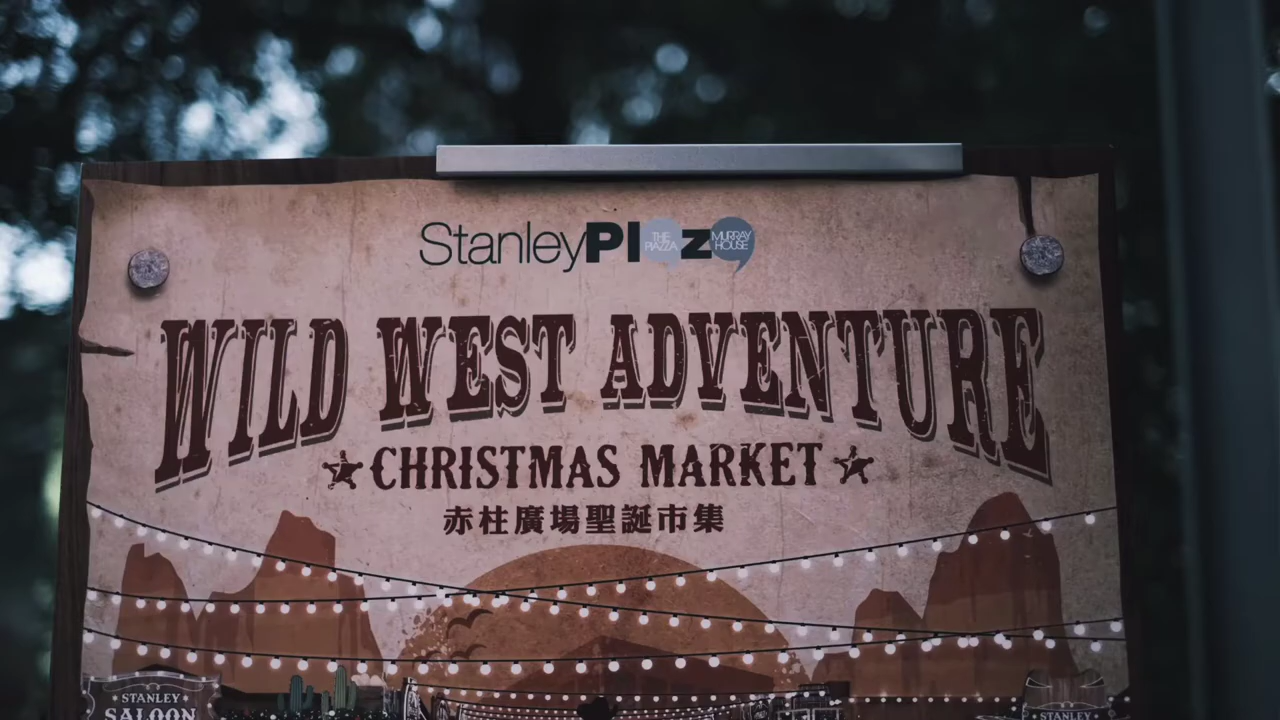 StanleyPlaza
THE PIAZZA
MURRAY HOUSE
WILD WEST ADVENTURE
CHRISTMAS MARKET
赤柱廣場聖誕市集
STANLEY
SALOON
STANLEY